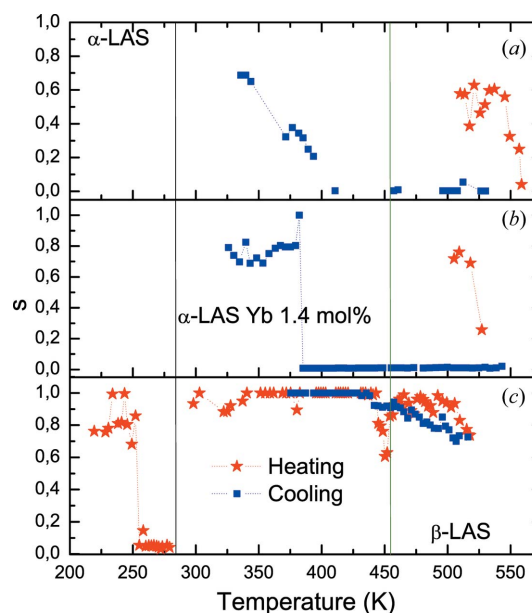 α-LAS
(a)
1,0
0,8
0,6
0,4
0,2
0,0
(b)
0,8
0,6
0,4
0,2
0,0
α-LAS Yb 1.4 mol%
s
(c)
1,0
0,8
0,6
0,4
0,2
0,0
Heating
Cooling
β-LAS
200 250 300 350 400 450 500 550
Temperature (K)